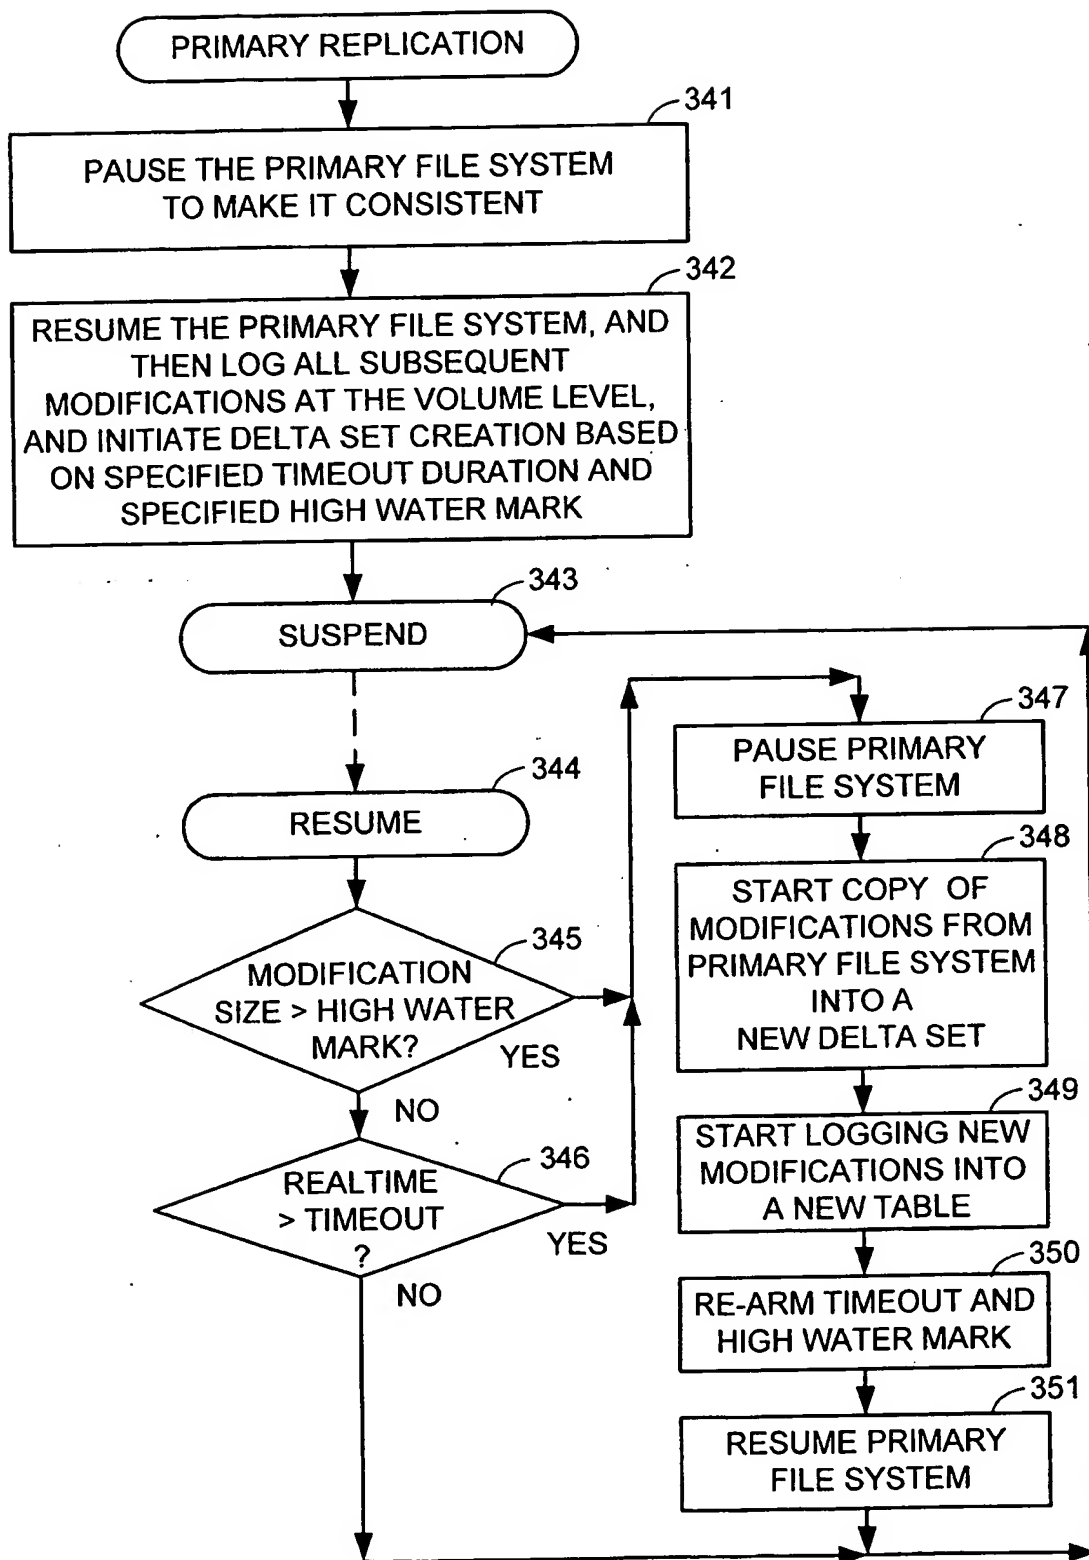 PRIMARY REPLICATION
341
PAUSE THE PRIMARY FILE SYSTEM
TO MAKE IT CONSISTENT
342
RESUME THE PRIMARY FILE SYSTEM, AND
THEN LOG ALL SUBSEQUENT
MODIFICATIONS AT THE VOLUME LEVEL,
AND INITIATE DELTA SET CREATION BASED
ON SPECIFIED TIMEOUT DURATION AND
SPECIFIED HIGH WATER MARK
343
SUSPEND
344
RESUME
345
MODIFICATION
SIZE > HIGH WATER
MARK?
YES
NO
346
REALTIME
> TIMEOUT
?
YES
NO
347
PAUSE PRIMARY
FILE SYSTEM
348
START COPY OF
MODIFICATIONS FROM
PRIMARY FILE SYSTEM
INTO A
NEW DELTA SET
349
START LOGGING NEW
MODIFICATIONS INTO
A NEW TABLE
350
RE-ARM TIMEOUT AND
HIGH WATER MARK
351
RESUME PRIMARY
FILE SYSTEM